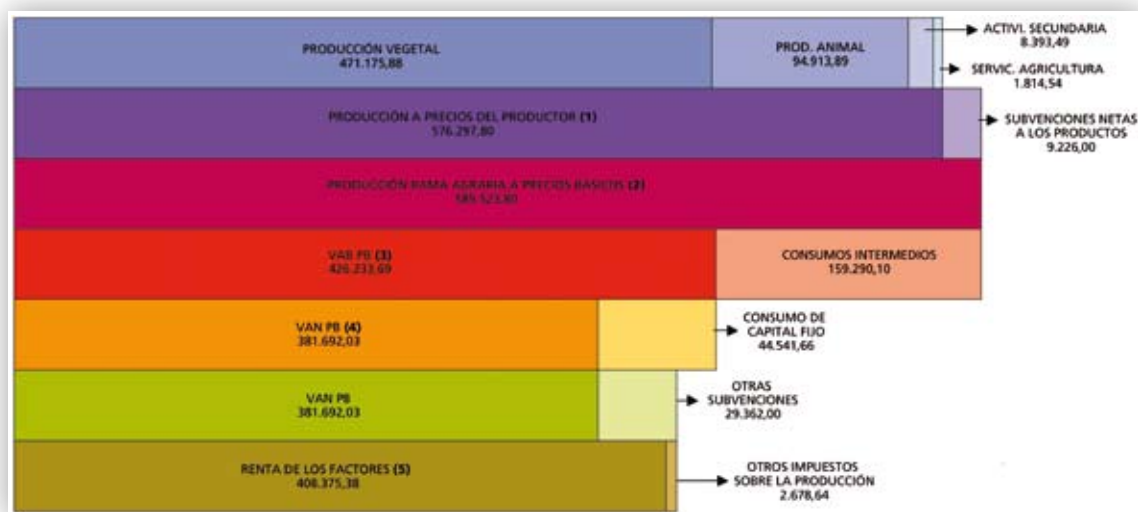 PRODUCCIÓN VEGETAL
471.175,88
PROD. ANIMAL
94.913,89
ACTIVI. SECUNDARIA
8.393,49
SERVIC. AGRICULTURA
1.814,54
PRODUCCIÓN A PRECIOS DEL PRODUCTOR (1)
576.297,80
SUBVENCIONES NETAS
A LOS PRODUCTOS
9.226,00
PRODUCCIÓN RAMA AGRARIA A PRECIOS BÁSICOS (2)
585.523,80
VAB PB (3)
426.233,69
CONSUMOS INTERMEDIOS
159.290,10
VAN PB (4)
381.692,03
CONSUMO DE
CAPITAL FIJO
44.541,66
VAN PB
381.692,03
OTRAS
SUBVENCIONES
29.362,00
RENTA DE LOS FACTORES (5)
408.375,38
OTROS IMPUESTOS
SOBRE LA PRODUCCIÓN
2.678,64